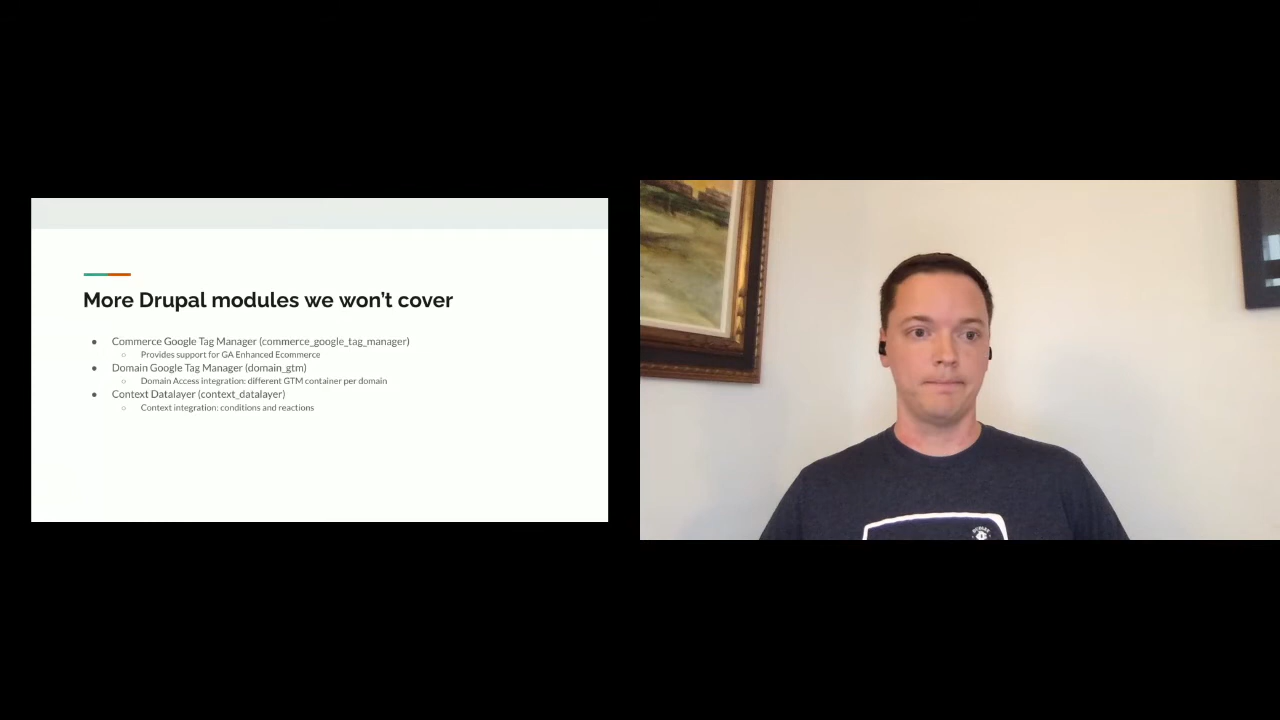 More Drupal modules we won't cover
● Commerce Google Tag Manager (commerce_google_tag_manager)
○ Provides support for GA Enhanced Ecommerce
● Domain Google Tag Manager (domain_gtm)
○ Domain Access integration: different GTM container per domain
● Context Datalayer (context_datalayer)
○ Context integration: conditions and reactions